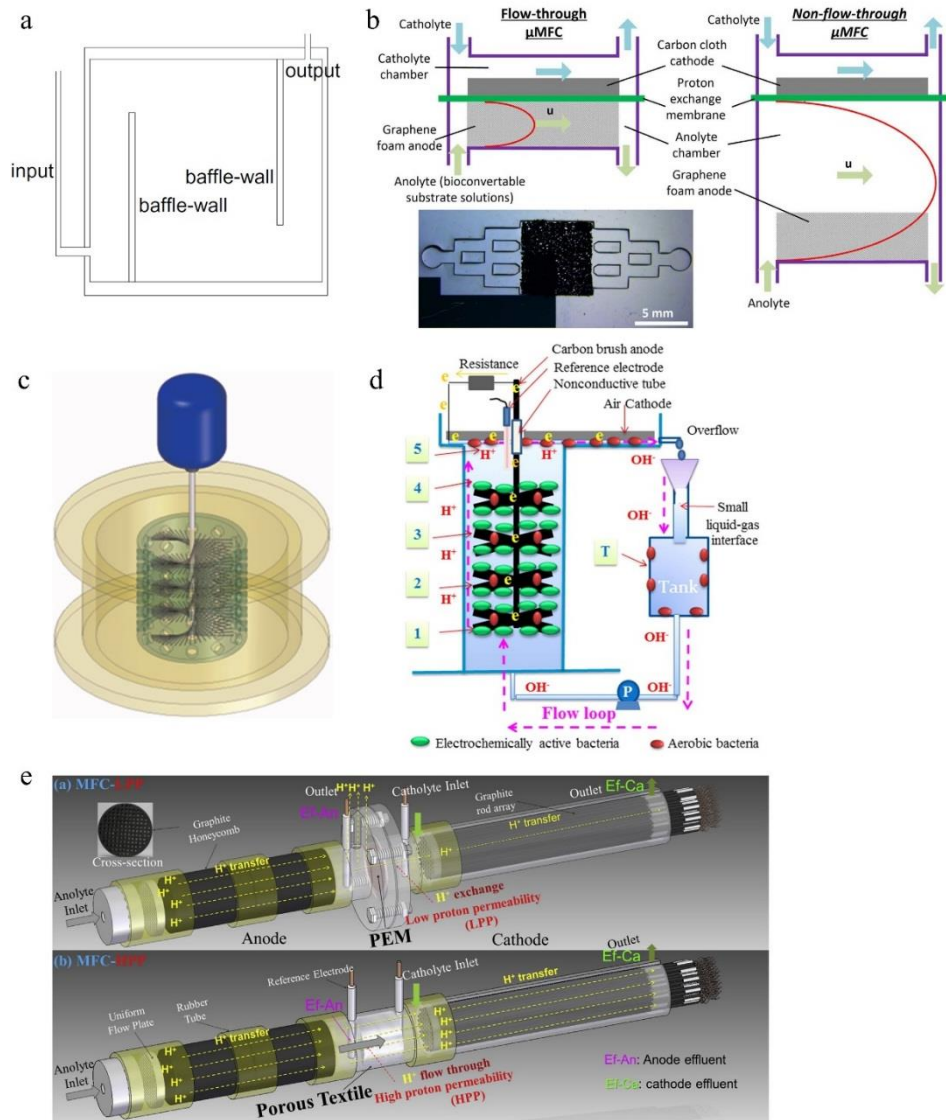 a
input
baffle-wall
baffle-wall
output
b
Flow-through
µMFC
Catholyte
Catholyte
chamber
Graphene
foam anode
u
Anolyte (bioconvertable
substrate solutions)
Carbon cloth
cathode
Proton
exchange
membrane
Anolyte
chamber
Graphene
foam anode
Non-flow-through
µMFC
Catholyte
u
Anolyte
5 mm
c
d
Carbon brush anode
Reference electrode
Nonconductive tube
Air Cathode
Resistance
e
e
e
e
e
e
e
e
e
e
e
e
Overflow
Small
liquid-gas
interface
5
4
3
2
1
H⁺
H⁺
H⁺
H⁺
H⁺
H⁺
OH⁻
OH⁻
OH⁻
OH⁻
OH⁻
OH⁻
T
Tank
P
Flow loop
Electrochemically active bacteria
Aerobic bacteria
e
(a) MFC-LPP
Graphite
Honeycomb
Cross-section
Anolyte
Inlet
H⁺
H⁺
H⁺
H⁺
H⁺ transfer
Anode
Outlet
H⁺H⁺H⁺
Ef-An
Catholyte Inlet
PEM
H⁺ exchange
Low proton permeability
(LPP)
H⁺
H⁺ transfer
Graphite
rod array
Outlet
Ef-Ca
Cathode
(b) MFC-HPP
Uniform
Flow Plate
Rubber
Tube
Anolyte
Inlet
H⁺
H⁺
H⁺
H⁺
H⁺ transfer
Reference Electrode
Ef-An
Catholyte Inlet
H⁺
H⁺
H⁺
H⁺
H⁺ transfer
Outlet
Ef-Ca
H⁺ flow through
High proton permeability
(HPP)
Porous Textile
Ef-An: Anode effluent
Ef-Ca: cathode effluent